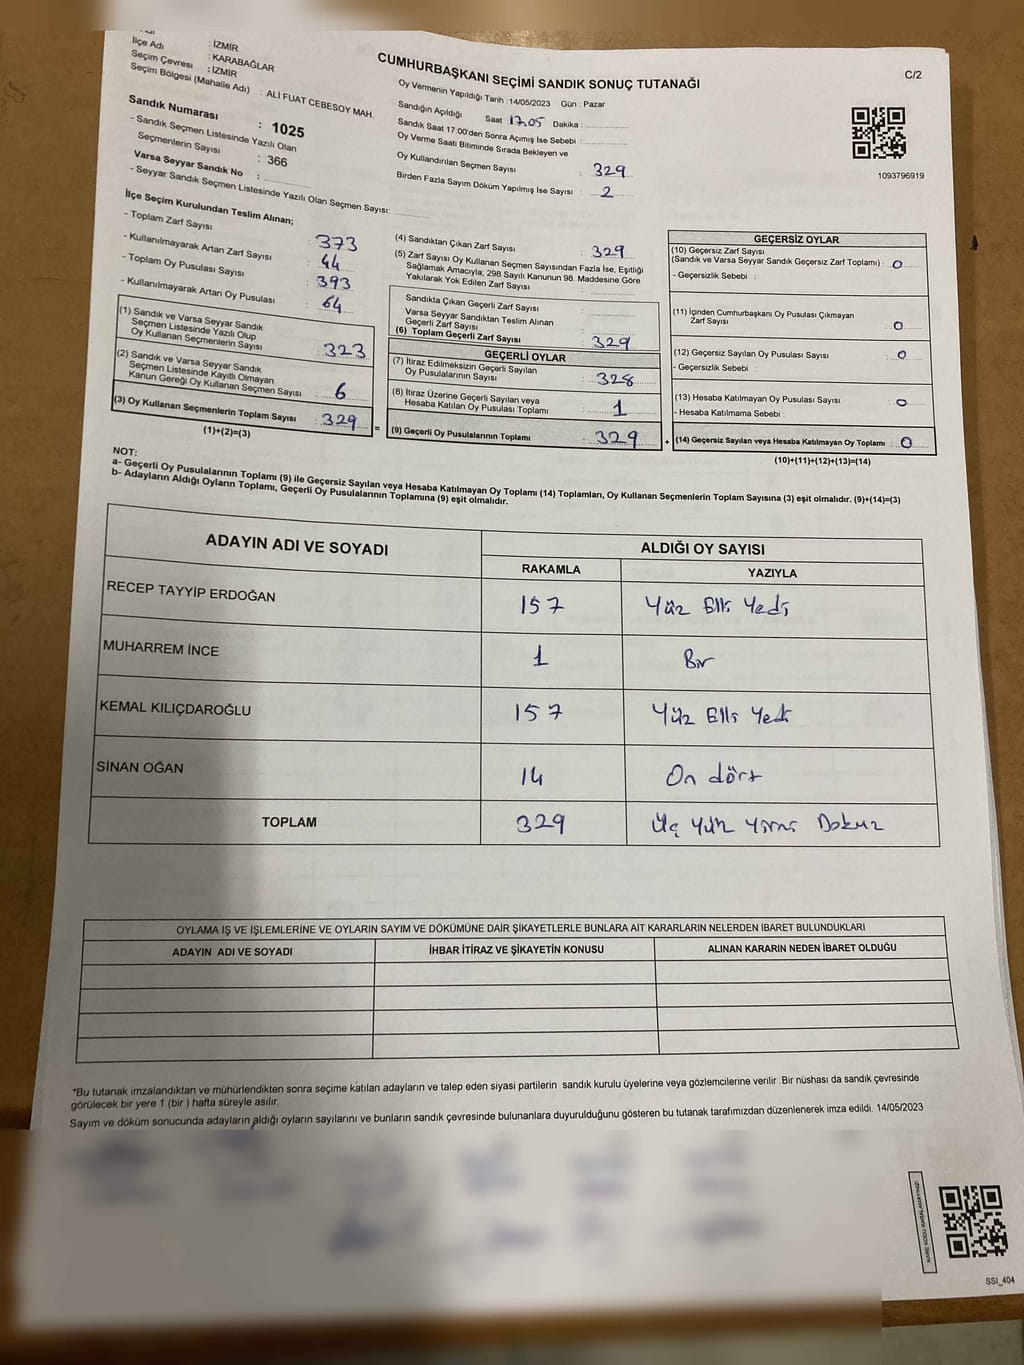 İlçe Adı : İZMİR
Seçim Çevresi : KARABAĞLAR
Seçim Bölgesi (Mahalle Adı) : İZMİR
: ALİ FUAT CEBESOY MAH.
Sandık Numarası : 1025
- Sandık Seçmen Listesinde Yazılı Olan
Seçmenlerin Sayısı : 366
Varsa Seyyar Sandık No :
- Seyyar Sandık Seçmen Listesinde Yazılı Olan Seçmen Sayısı:
CUMHURBAŞKANI SEÇİMİ SANDIK SONUÇ TUTANAĞI
C/2
Oy Vermenin Yapıldığı Tarih : 14/05/2023 Gün : Pazar
Sandığın Açıldığı Saat : 17.05 Dakika :
Sandık Saat 17:00'den Sonra Açımış İse Sebebi :
Oy Verme Saati Bitiminde Sırada Bekleyen ve
Oy Kullandırılan Seçmen Sayısı : 329
Birden Fazla Sayım Döküm Yapılmış İse Sayısı : 2
1093796919
İlçe Seçim Kurulundan Teslim Alınan;
- Toplam Zarf Sayısı : 373
- Kullanılmayarak Artan Zarf Sayısı : 44
- Toplam Oy Pusulası Sayısı : 393
- Kullanılmayarak Artan Oy Pusulası : 64
(1) Sandık ve Varsa Seyyar Sandık
Seçmen Listesinde Yazılı Olup
Oy Kullanan Seçmenlerin Sayısı : 323
(2) Sandık ve Varsa Seyyar Sandık
Seçmen Listesinde Kayıtlı Olmayan
Kanun Gereği Oy Kullanan Seçmen Sayısı : 6
(3) Oy Kullanan Seçmenlerin Toplam Sayısı : 329
(1)+(2)=(3)
=
(4) Sandıktan Çıkan Zarf Sayısı : 329
(5) Zarf Sayısı Oy Kullanan Seçmen Sayısından Fazla İse, Eşitliği
Sağlamak Amacıyla; 298 Sayılı Kanunun 98. Maddesine Göre
Yakılarak Yok Edilen Zarf Sayısı :
Sandıkta Çıkan Geçerli Zarf Sayısı :
Varsa Seyyar Sandıktan Teslim Alınan
Geçerli Zarf Sayısı :
(6) Toplam Geçerli Zarf Sayısı : 329
GEÇERLİ OYLAR
(7) İtiraz Edilmeksizin Geçerli Sayılan
Oy Pusulalarının Sayısı : 328
(8) İtiraz Üzerine Geçerli Sayılan veya
Hesaba Katılan Oy Pusulası Toplamı : 1
(9) Geçerli Oy Pusulalarının Toplamı : 329
+
GEÇERSİZ OYLAR
(10) Geçersiz Zarf Sayısı
(Sandık ve Varsa Seyyar Sandık Geçersiz Zarf Toplamı) : 0
- Geçersizlik Sebebi :
(11) İçinden Cumhurbaşkanı Oy Pusulası Çıkmayan
Zarf Sayısı : 0
(12) Geçersiz Sayılan Oy Pusulası Sayısı : 0
- Geçersizlik Sebebi :
(13) Hesaba Katılmayan Oy Pusulası Sayısı : 0
- Hesaba Katılmama Sebebi :
(14) Geçersiz Sayılan veya Hesaba Katılmayan Oy Toplamı : 0
(10)+(11)+(12)+(13)=(14)
NOT:
a- Geçerli Oy Pusulalarının Toplamı (9) ile Geçersiz Sayılan veya Hesaba Katılmayan Oy Toplamı (14) Toplamları, Oy Kullanan Seçmenlerin Toplam Sayısına (3) eşit olmalıdır. (9)+(14)=(3)
b- Adayların Aldığı Oyların Toplamı, Geçerli Oy Pusulalarının Toplamına (9) eşit olmalıdır.
ADAYIN ADI VE SOYADI
ALDIĞI OY SAYISI
RAKAMLA YAZIYLA
RECEP TAYYİP ERDOĞAN 157 Yüz Elli Yedi
MUHARREM İNCE 1 Bir
KEMAL KILIÇDAROĞLU 157 Yüz Elli Yedi
SİNAN OĞAN 14 On dört
TOPLAM 329 Üç Yüz Yirmi Dokuz
OYLAMA İŞ VE İŞLEMLERİNE VE OYLARIN SAYIM VE DÖKÜMÜNE DAİR ŞİKAYETLERLE BUNLARA AİT KARARLARIN NELERDEN İBARET BULUNDUKLARI
ADAYIN ADI VE SOYADI İHBAR İTİRAZ VE ŞİKAYETİN KONUSU ALINAN KARARIN NEDEN İBARET OLDUĞU
*Bu tutanak imzalandıktan ve mühürlendikten sonra seçime katılan adayların ve talep eden siyasi partilerin sandık kurulu üyelerine veya gözlemcilerine verilir .Bir nüshası da sandık çevresinde
görülecek bir yere 1 (bir ) hafta süreyle asılır.
Sayım ve döküm sonucunda adayların aldığı oyların sayılarını ve bunların sandık çevresinde bulunanlara duyurulduğunu gösteren bu tutanak tarafımızdan düzenlenerek imza edildi. 14/05/2023
KARE KODU KARALAMAYINIZ!
SSI_404